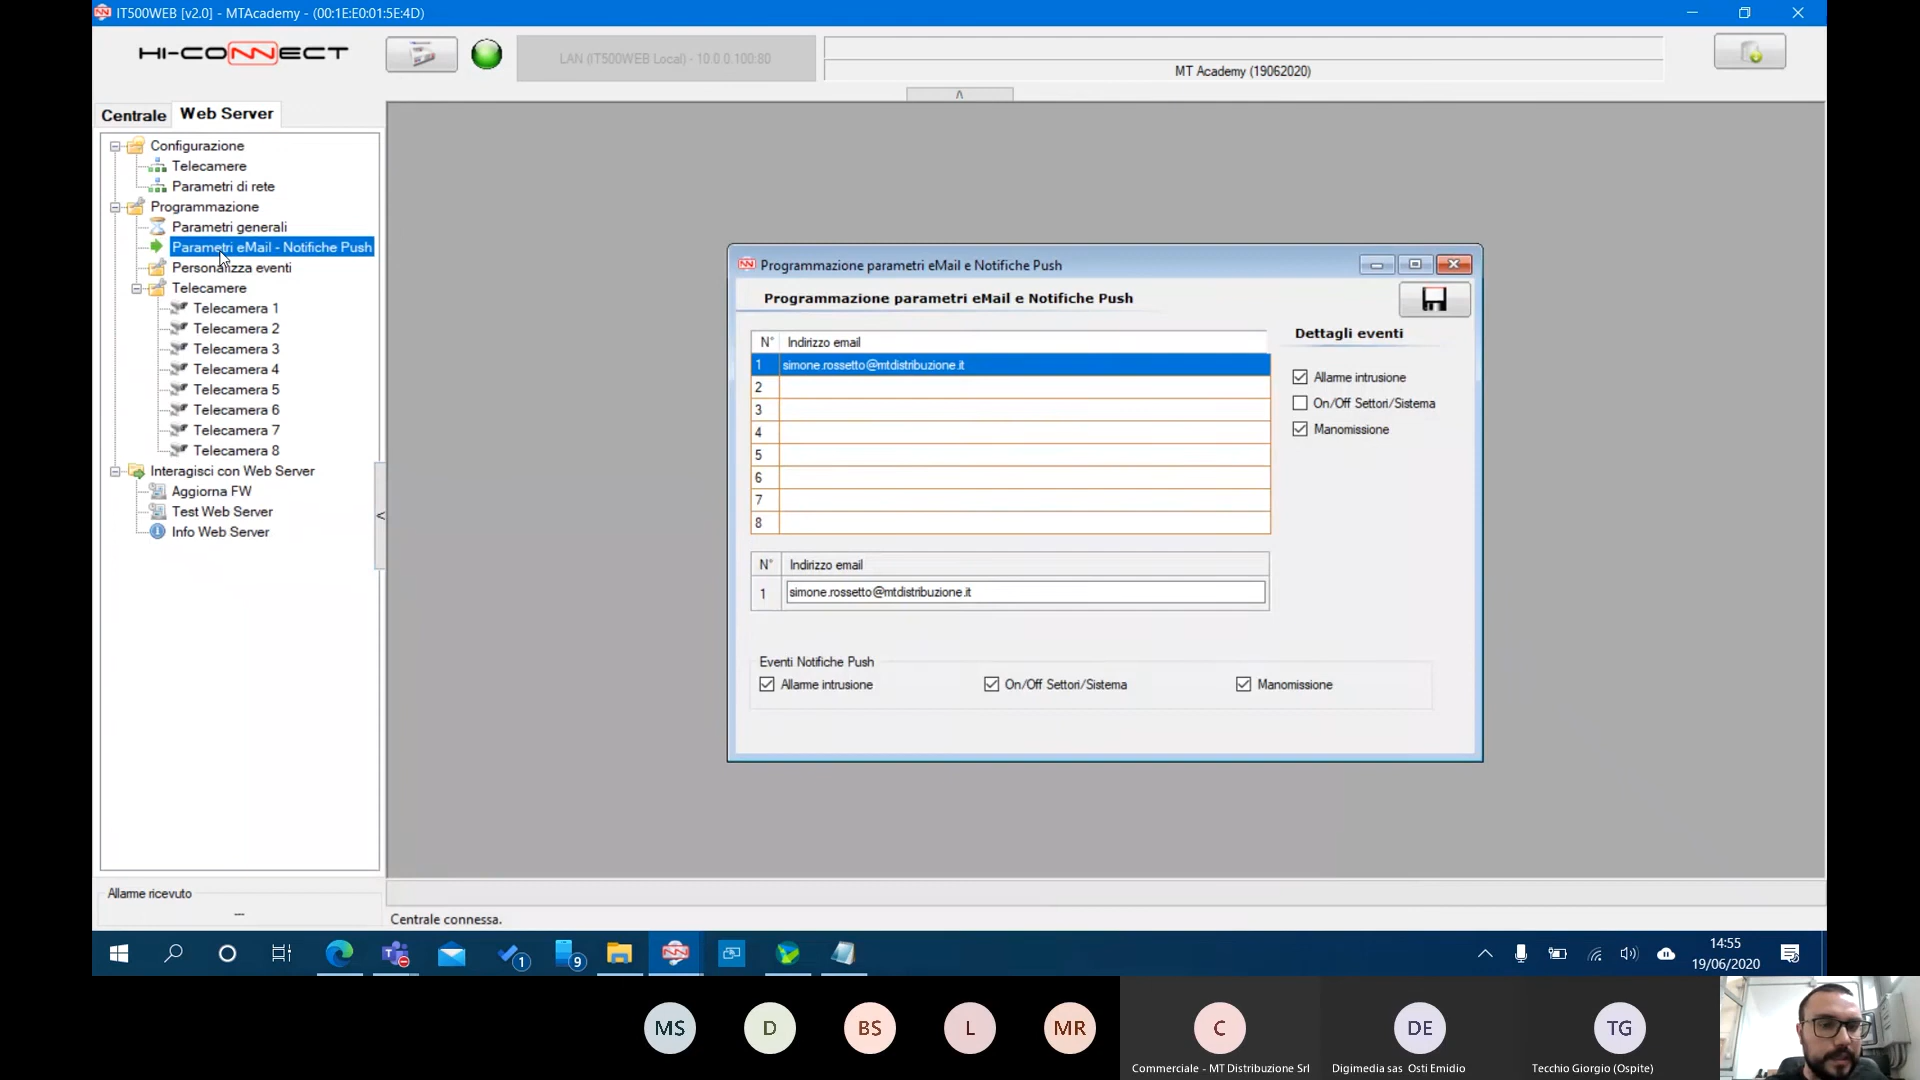 IT500WEB [v2.0] - MTAcademy - (00:1E:E0:01:5E:4D)
HI-CONNECT
LAN (IT500WEB Local) - 10.0.0.100:80
MT Academy (19062020)
Centrale
Web Server
Configurazione
Telecamere
Parametri di rete
Programmazione
Parametri generali
Parametri eMail - Notifiche Push
Personalizza eventi
Telecamere
Telecamera 1
Telecamera 2
Telecamera 3
Telecamera 4
Telecamera 5
Telecamera 6
Telecamera 7
Telecamera 8
Interagisci con Web Server
Aggiorna FW
Test Web Server
Info Web Server
Programmazione parametri eMail e Notifiche Push
Programmazione parametri eMail e Notifiche Push
N° Indirizzo email
1 simone.rossetto@mtdistribuzione.it
2
3
4
5
6
7
8
Dettagli eventi
Allarme intrusione
On/Off Settori/Sistema
Manomissione
N° Indirizzo email
1 simone.rossetto@mtdistribuzione.it
Eventi Notifiche Push
Allarme intrusione On/Off Settori/Sistema Manomissione
Allarme ricevuto
---
Centrale connessa.
1
9
14:55
19/06/2020
MS D BS L MR C DE TG
Commerciale - MT Distribuzione Srl Digimedia sas Osti Emidio Tecchio Giorgio (Ospite)